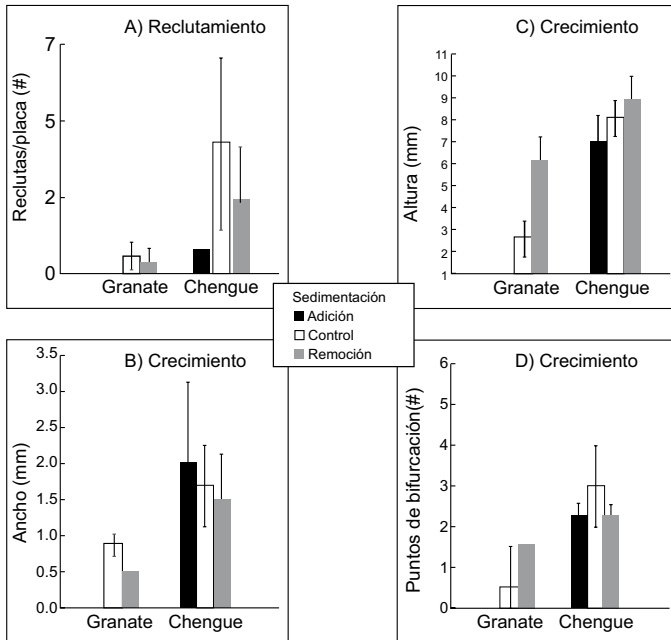 A) Reclutamiento
Reclutas/placa (#)
7
5
2
0
Granate Chengue
C) Crecimiento
Altura (mm)
11
10
9
8
7
6
5
4
3
2
1
Granate Chengue
Sedimentación
Adición
Control
Remoción
B) Crecimiento
Ancho (mm)
3.5
3.0
2.5
2.0
1.5
1.0
0.5
0.0
Granate Chengue
D) Crecimiento
Puntos de bifurcación(#)
6
5
4
3
2
1
0
Granate Chengue